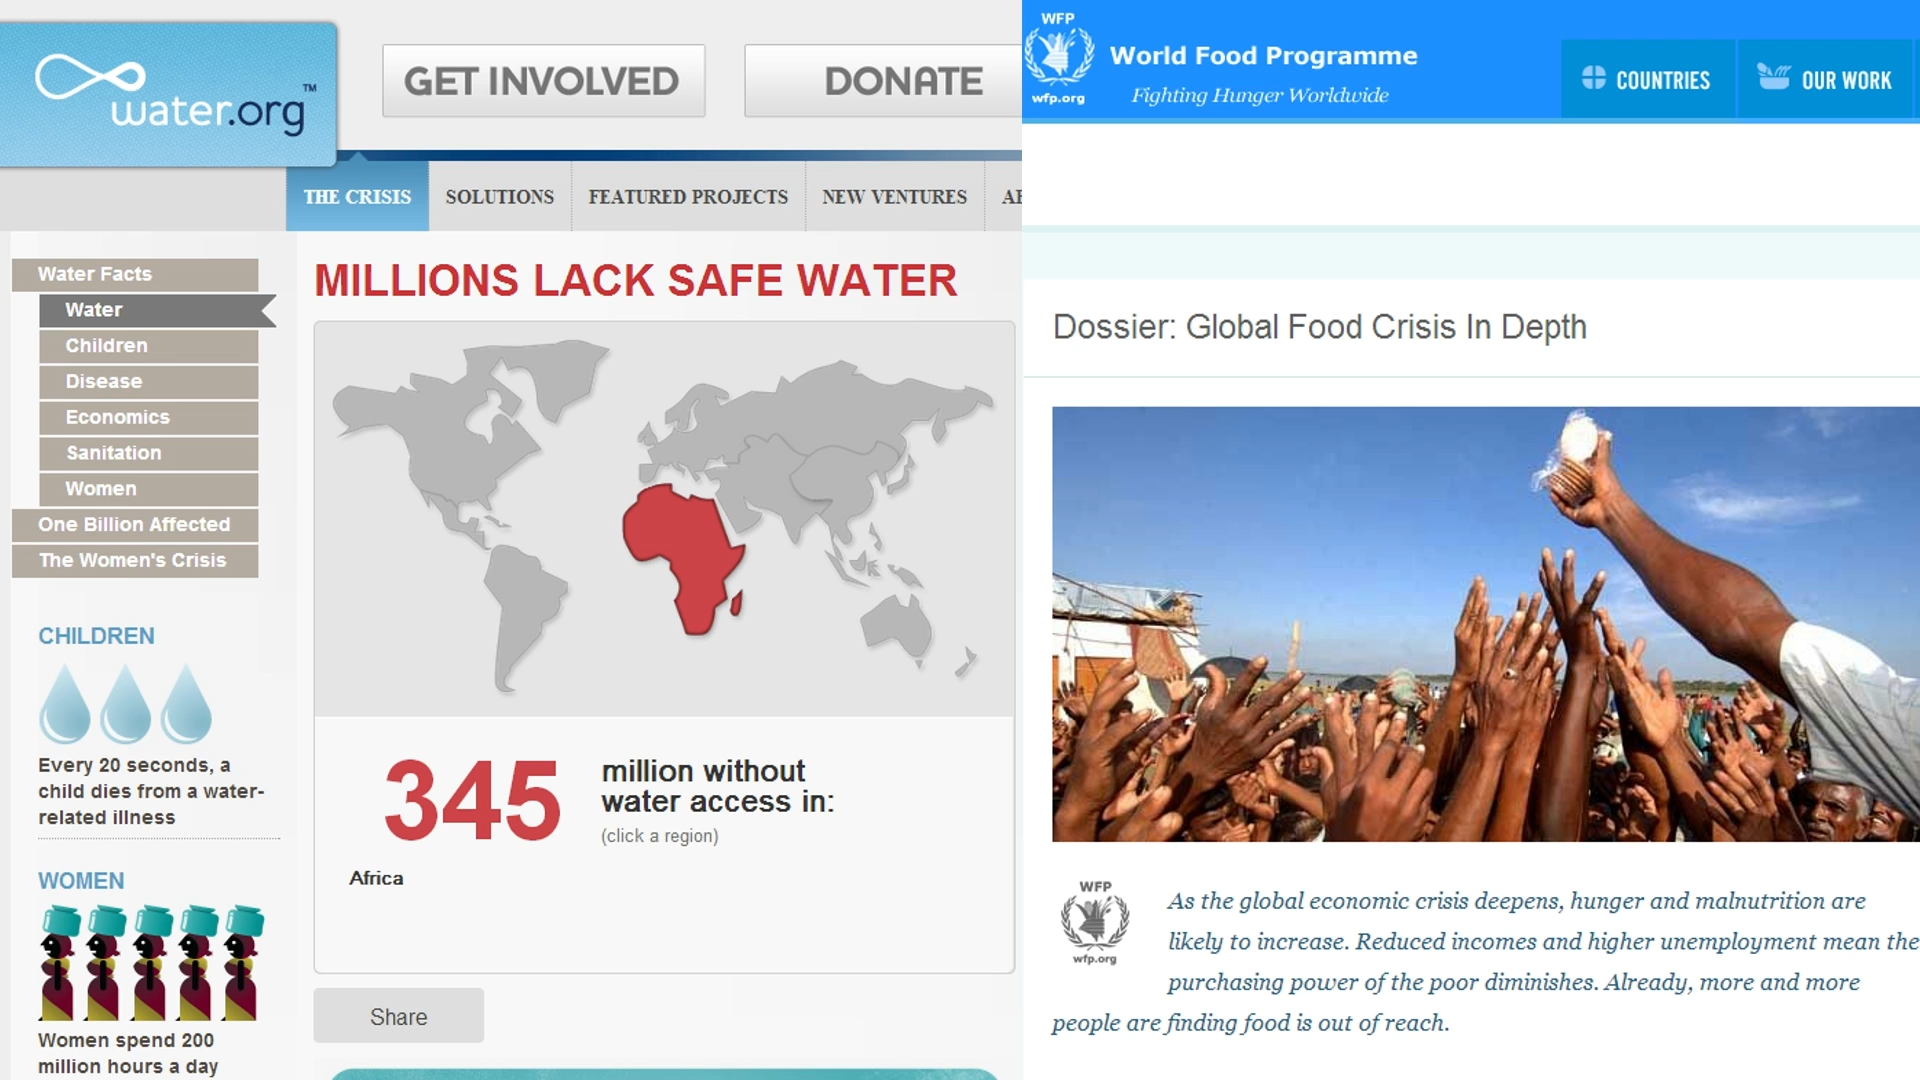 water.org™
GET INVOLVED
DONATE
THE CRISIS
SOLUTIONS
FEATURED PROJECTS
NEW VENTURES
Water Facts
Water
Children
Disease
Economics
Sanitation
Women
One Billion Affected
The Women's Crisis
CHILDREN
Every 20 seconds, a
child dies from a water-
related illness
WOMEN
Women spend 200
million hours a day
MILLIONS LACK SAFE WATER
345
million without
water access in:
(click a region)
Africa
Share
WFP
wfp.org
World Food Programme
Fighting Hunger Worldwide
COUNTRIES
OUR WORK
Dossier: Global Food Crisis In Depth
WFP
wfp.org
As the global economic crisis deepens, hunger and malnutrition are
likely to increase. Reduced incomes and higher unemployment mean the
purchasing power of the poor diminishes. Already, more and more
people are finding food is out of reach.